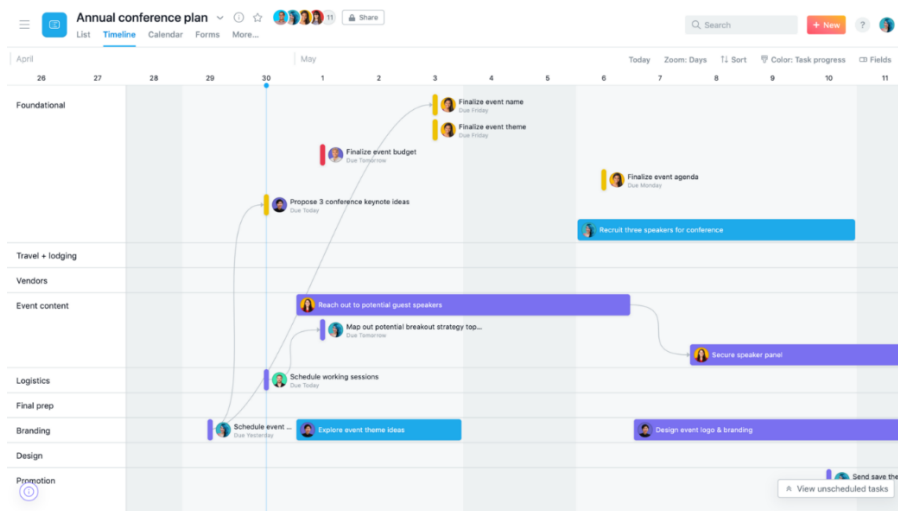 Annual conference plan
11
Share
Search
+ New
?
List Timeline Calendar Forms More...
April May Today Zoom: Days Sort Color: Task progress Fields
26 27 28 29 30 1 2 3 4 5 6 7 8 9 10 11
Foundational
Finalize event name
Due Friday
Finalize event theme
Due Friday
Finalize event budget
Due Tomorrow
Finalize event agenda
Due Monday
Propose 3 conference keynote ideas
Due Today
Recruit three speakers for conference
Travel + lodging
Vendors
Event content
Reach out to potential guest speakers
Map out potential breakout strategy top...
Due Tomorrow
Secure speaker panel
Logistics
Schedule working sessions
Due Today
Final prep
Branding
Schedule event ...
Due Yesterday
Explore event theme ideas
Design event logo & branding
Design
Promotion
Send save the
View unscheduled tasks